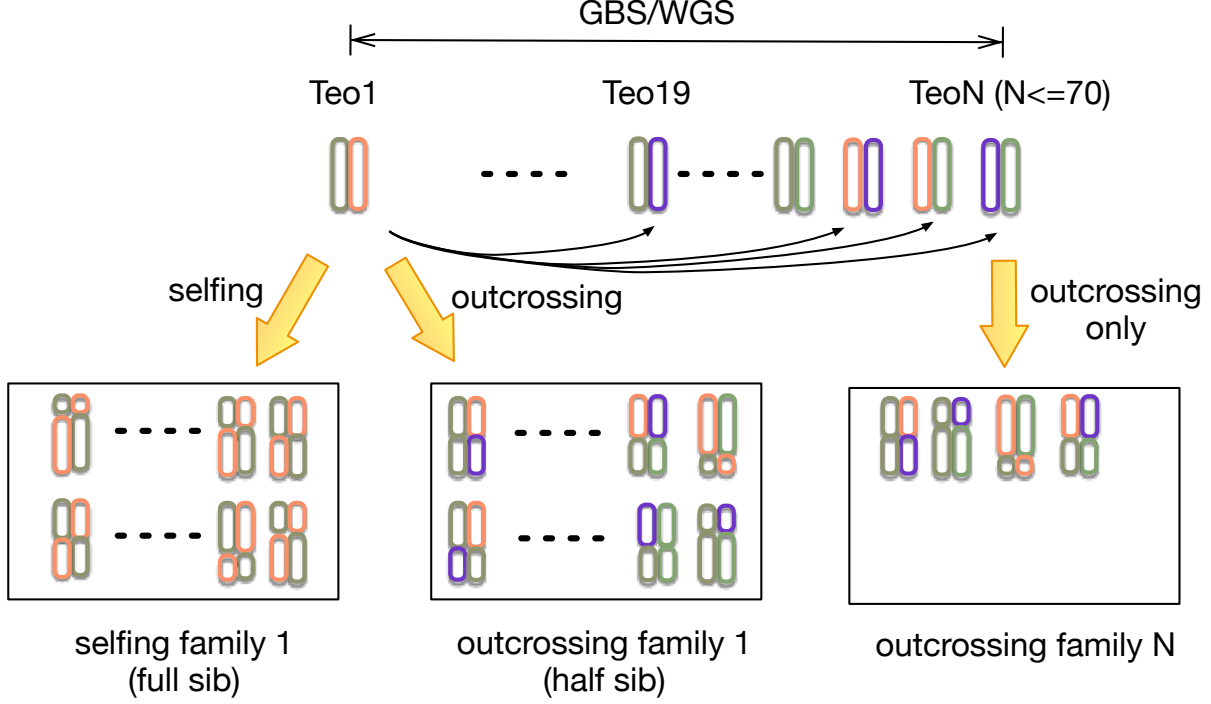 GBS/WGS
Teo1
Teo19
TeoN (N<=70)
selfing
outcrossing
outcrossing
only
selfing family 1
(full sib)
outcrossing family 1
(half sib)
outcrossing family N